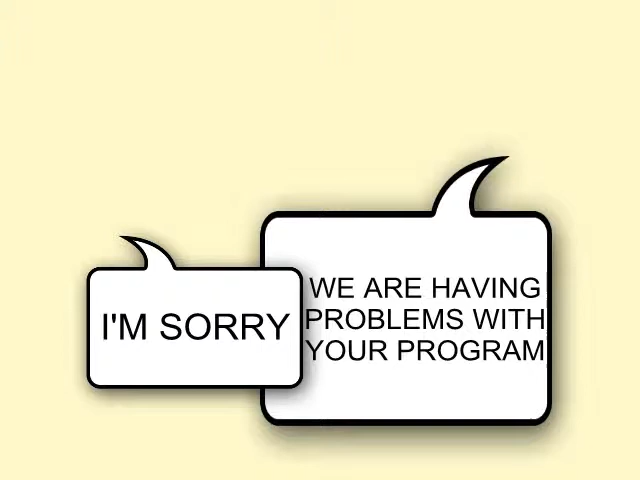 I'M SORRY
WE ARE HAVING
PROBLEMS WITH
YOUR PROGRAM